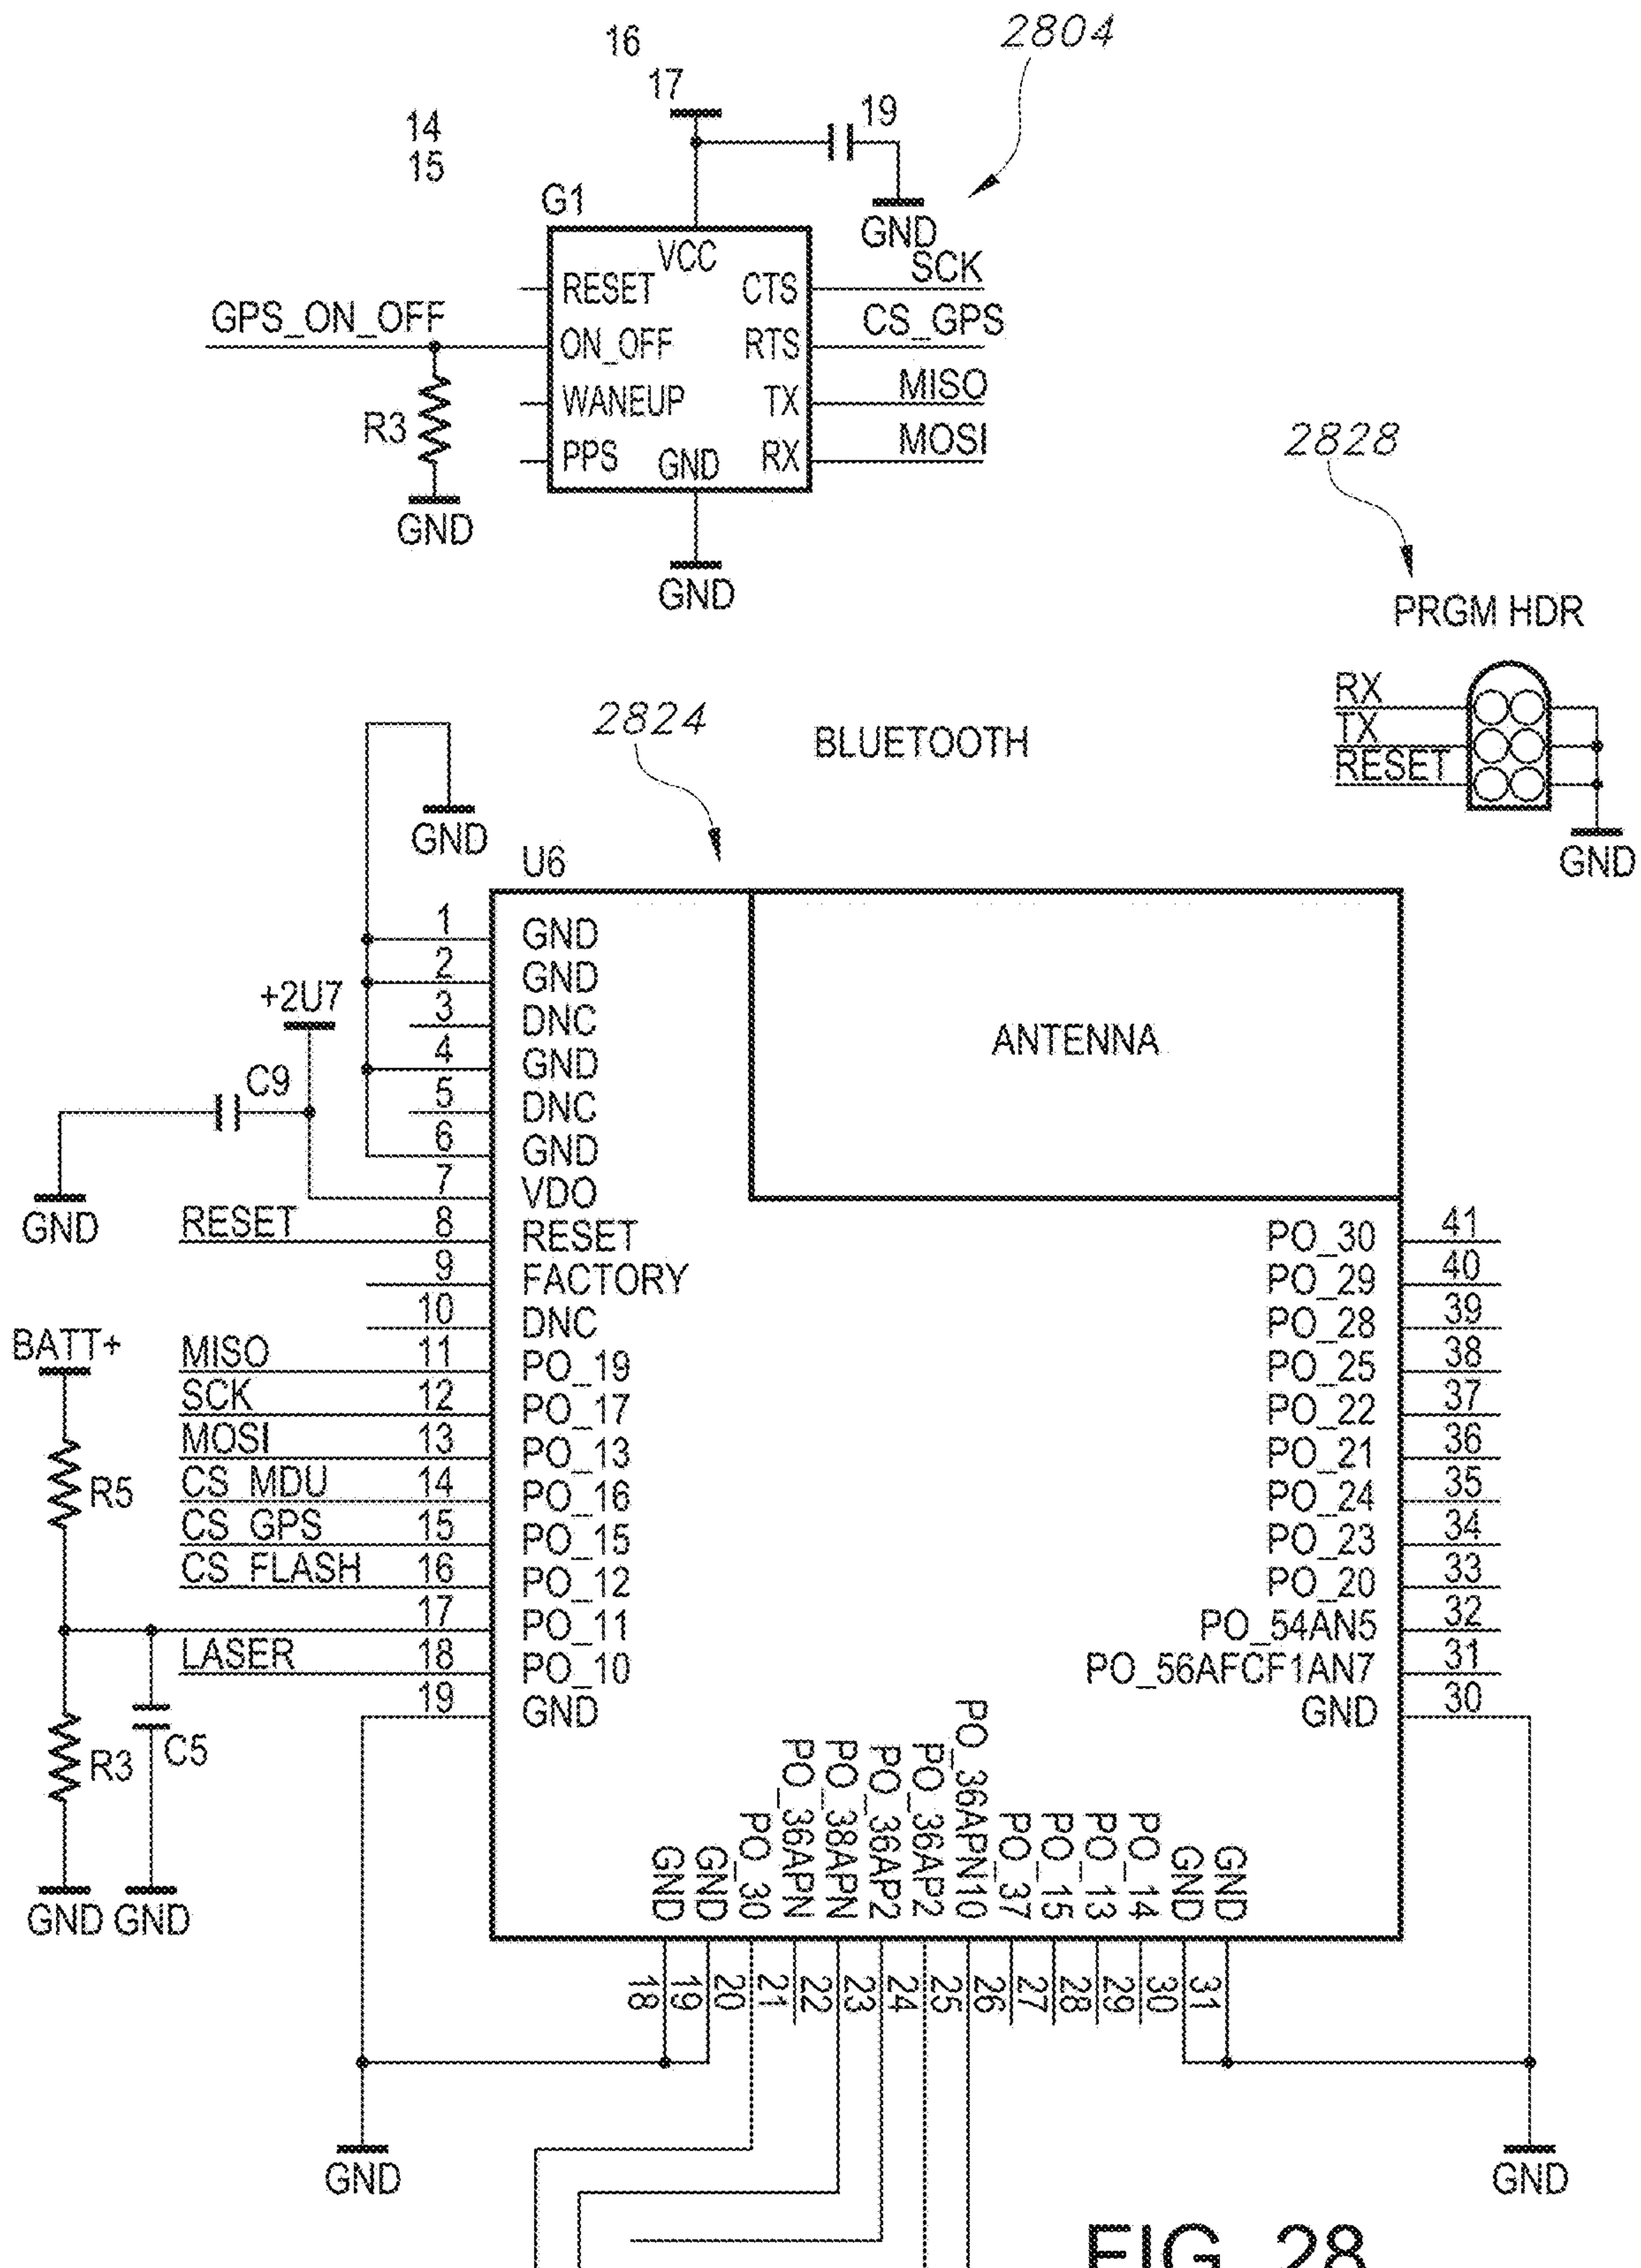 2804
16
17
19
14
15
G1
GND
VCC
RESET
CTS
SCK
GPS_ON_OFF
ON_OFF
RTS
CS_GPS
WANEUP
TX
MISO
R3
PPS
GND
RX
MOSI
GND
GND
2828
PRGM HDR
RX
TX
RESET
GND
2824
BLUETOOTH
GND
U6
ANTENNA
1 GND
2 GND
+2U7
3 DNC
4 GND
C9
5 DNC
6 GND
7 VDO
GND
RESET 8 RESET
PO_30 41
9 FACTORY
PO_29 40
10 DNC
PO_28 39
BATT+
MISO 11 PO_19
PO_25 38
SCK 12 PO_17
PO_22 37
MOSI 13 PO_13
PO_21 36
R5
CS_MDU 14 PO_16
PO_24 35
CS_GPS 15 PO_15
PO_23 34
CS_FLASH 16 PO_12
PO_20 33
17 PO_11
PO_54AN5 32
LASER 18 PO_10
PO_56AFCF1AN7 31
19 GND
GND 30
R3
C5
GND
GND
GND
GND
PO_30
PO_36APN
PO_38APN
PO_36AP2
PO_36AP2
PO_36APN10
PO_37
PO_15
PO_13
PO_14
GND
GND
18
19
20
21
22
23
24
25
26
27
28
29
30
31
GND
GND
FIG. 28